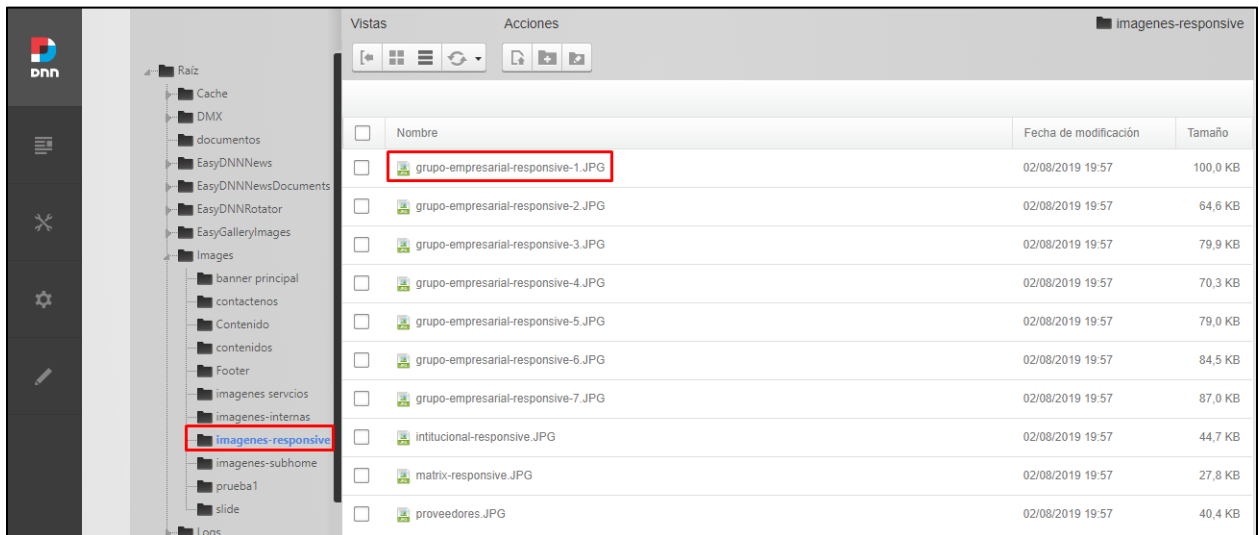 Vistas Acciones imagenes-responsive
DNN
Raíz
Cache
DMX
documentos
EasyDNNNews
EasyDNNNewsDocuments
EasyDNNRotator
EasyGalleryImages
Images
banner principal
contactenos
Contenido
contenidos
Footer
imagenes servcios
imagenes-internas
imagenes-responsive
imagenes-subhome
prueba1
slide
Logs
Nombre Fecha de modificación Tamaño
grupo-empresarial-responsive-1.JPG 02/08/2019 19:57 100,0 KB
grupo-empresarial-responsive-2.JPG 02/08/2019 19:57 64,6 KB
grupo-empresarial-responsive-3.JPG 02/08/2019 19:57 79,9 KB
grupo-empresarial-responsive-4.JPG 02/08/2019 19:57 70,3 KB
grupo-empresarial-responsive-5.JPG 02/08/2019 19:57 79,0 KB
grupo-empresarial-responsive-6.JPG 02/08/2019 19:57 84,5 KB
grupo-empresarial-responsive-7.JPG 02/08/2019 19:57 87,0 KB
intitucional-responsive.JPG 02/08/2019 19:57 44,7 KB
matrix-responsive.JPG 02/08/2019 19:57 27,8 KB
proveedores.JPG 02/08/2019 19:57 40,4 KB